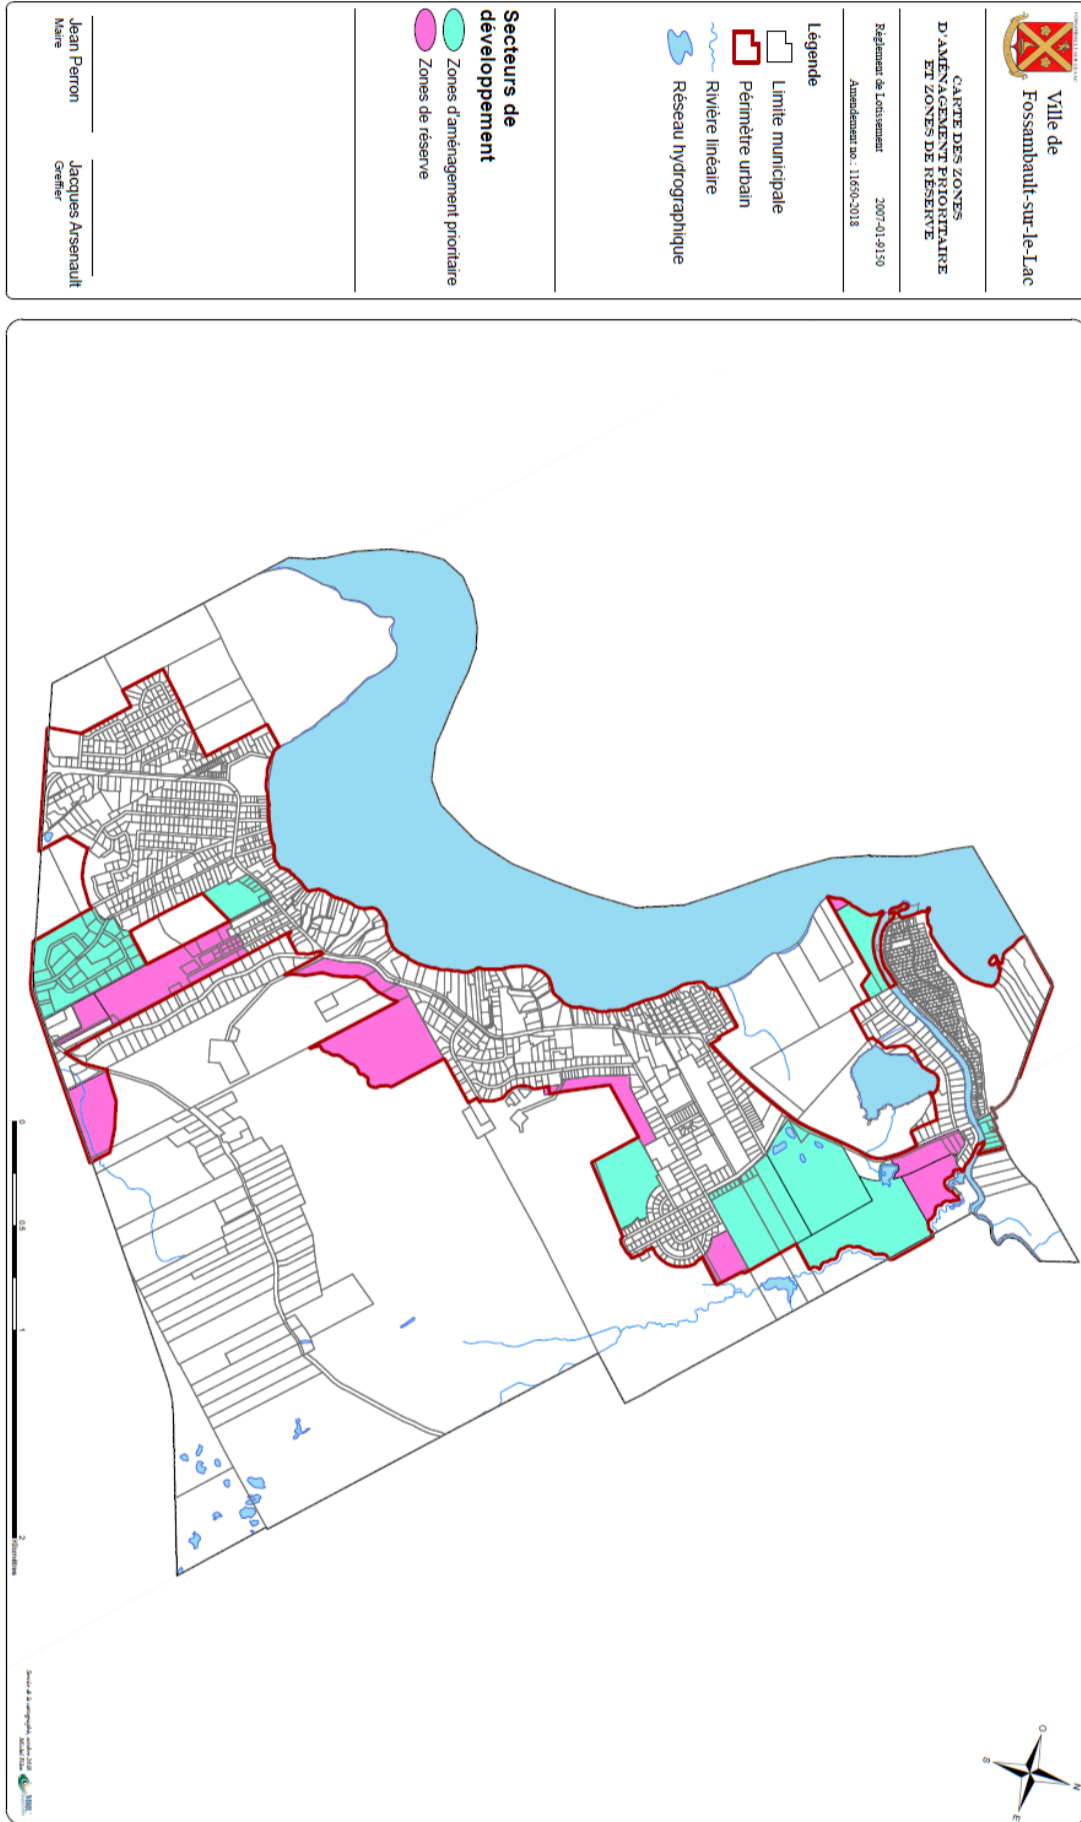 Ville de
Fossambault-sur-le-Lac
CARTE DES ZONES
D'AMÉNAGEMENT PRIORITAIRE
ET ZONES DE RÉSERVE
Règlement de Lotissement 2007-01-9150
Amendement no.: 11650-2018
Légende
Limite municipale
Périmètre urbain
Rivière linéaire
Réseau hydrographique
Secteurs de
développement
Zones d'aménagement prioritaire
Zones de réserve
Jean Perron
Maire
Jacques Arsenault
Greffier
0 0.5 1 2
Kilomètres
N
O
E
S